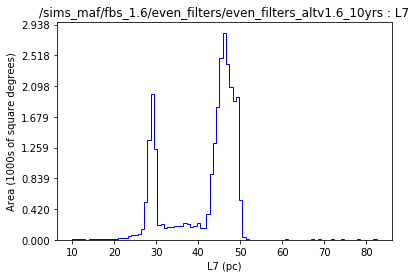 /sims_maf/fbs_1.6/even_filters/even_filters_altv1.6_10yrs : L7
2.938
2.518
2.098
1.679
1.259
0.839
0.420
0.000
Area (1000s of square degrees)
10 20 30 40 50 60 70 80
L7 (pc)